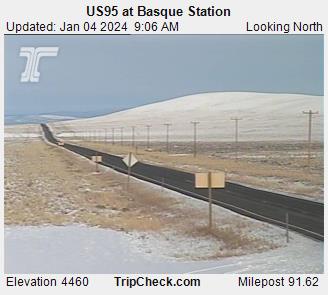 US95 at Basque Station
Updated: Jan 04 2024 9:06 AM Looking North
Elevation 4460 TripCheck.com Milepost 91.62